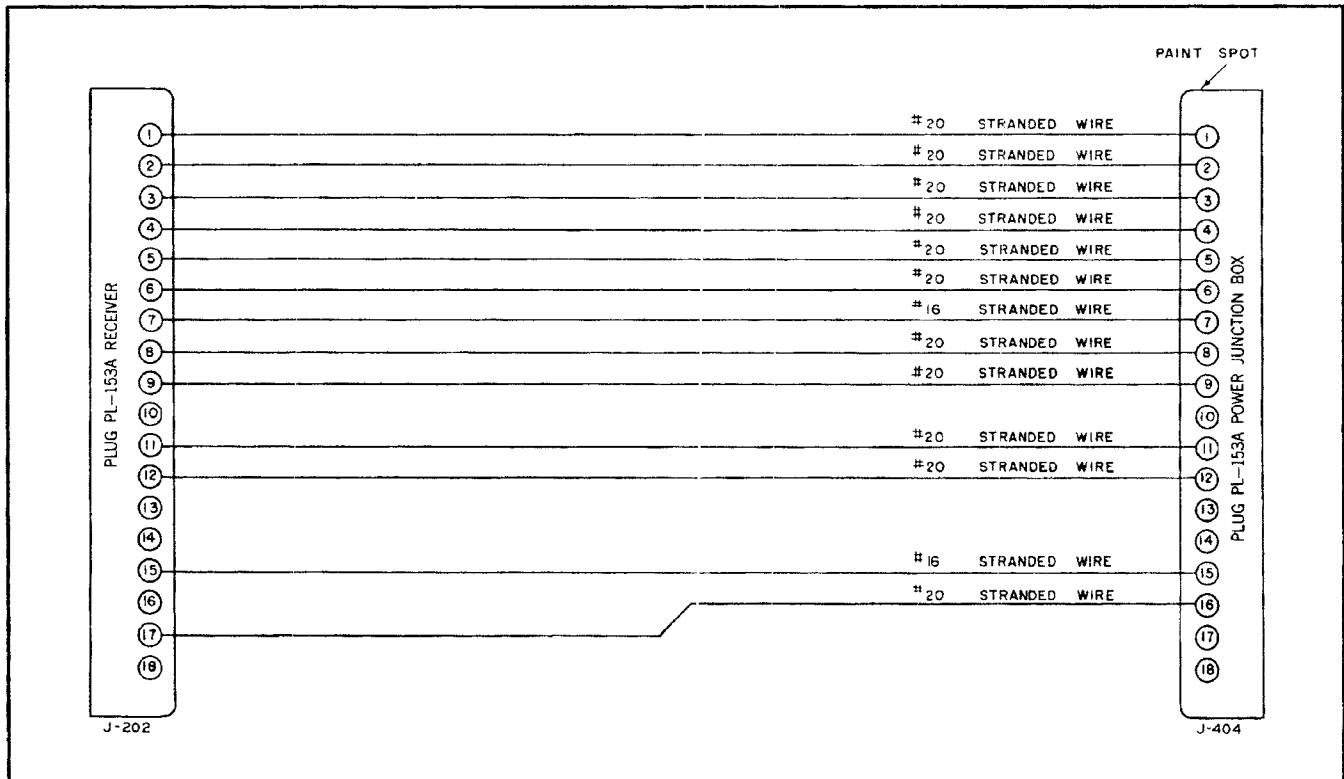 PAINT SPOT
PLUG PL-153A RECEIVER
1
2
3
4
5
6
7
8
9
10
11
12
13
14
15
16
17
18
J-202
#20 STRANDED WIRE
#20 STRANDED WIRE
#20 STRANDED WIRE
#20 STRANDED WIRE
#20 STRANDED WIRE
#20 STRANDED WIRE
#16 STRANDED WIRE
#20 STRANDED WIRE
#20 STRANDED WIRE
#20 STRANDED WIRE
#20 STRANDED WIRE
#16 STRANDED WIRE
#20 STRANDED WIRE
1
2
3
4
5
6
7
8
9
10
11
12
13
14
15
16
17
18
PLUG PL-153A POWER JUNCTION BOX
J-404